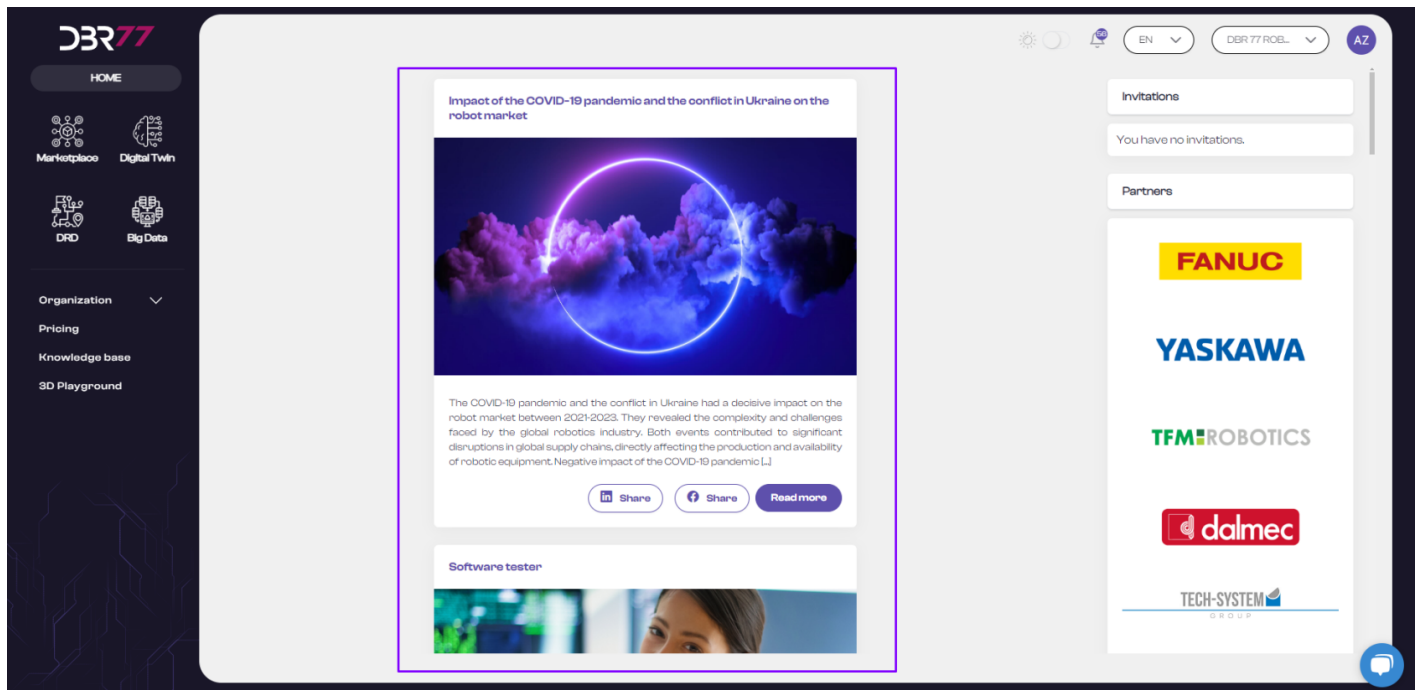 DBR77
HOME
Marketplace
Digital Twin
DRD
Big Data
Organization
Pricing
Knowledge base
3D Playground
EN
DBR 77 ROB...
AZ
Impact of the COVID-19 pandemic and the conflict in Ukraine on the
robot market
The COVID-19 pandemic and the conflict in Ukraine had a decisive impact on the
robot market between 2021-2023. They revealed the complexity and challenges
faced by the global robotics industry. Both events contributed to significant
disruptions in global supply chains, directly affecting the production and availability
of robotic equipment. Negative impact of the COVID-19 pandemic [...]
Share
Share
Read more
Software tester
Invitations
You have no invitations.
Partners
FANUC
YASKAWA
TFM ROBOTICS
dalmec
TECH-SYSTEM
GROUP